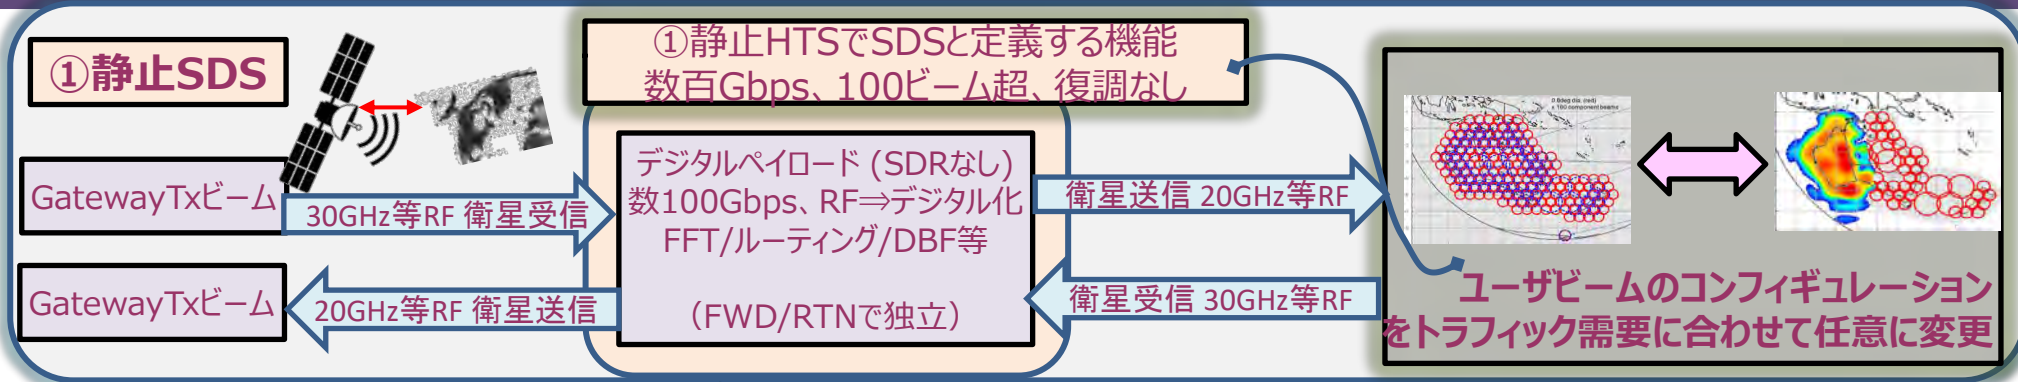 ①静止SDS
①静止HTSでSDSと定義する機能
数百Gbps、100ビーム超、復調なし
GatewayTxビーム
30GHz等RF 衛星受信
デジタルペイロード (SDRなし)
数100Gbps、RF⇒デジタル化
FFT/ルーティング/DBF等
(FWD/RTNで独立)
衛星送信 20GHz等RF
GatewayTxビーム
20GHz等RF 衛星送信
衛星受信 30GHz等RF
0.6deg dia. (red)
x 160 component beams
ユーザビームのコンフィギュレーション
をトラフィック需要に合わせて任意に変更